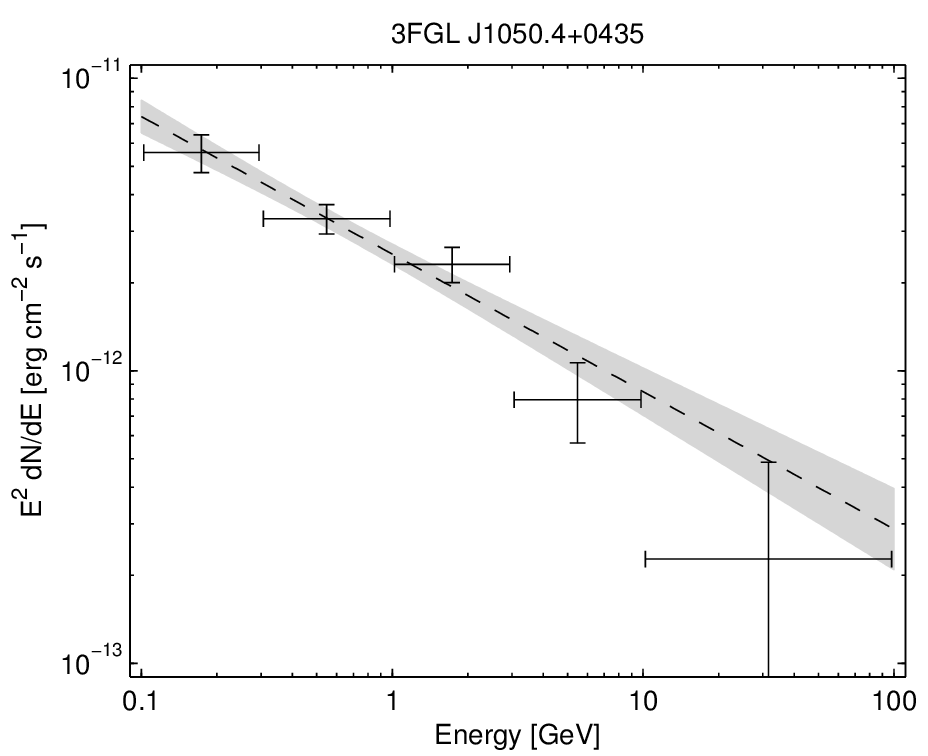 3FGL J1050.4+0435
10⁻¹¹
10⁻¹²
10⁻¹³
E² dN/dE [erg cm⁻² s⁻¹]
0.1 1 10 100
Energy [GeV]